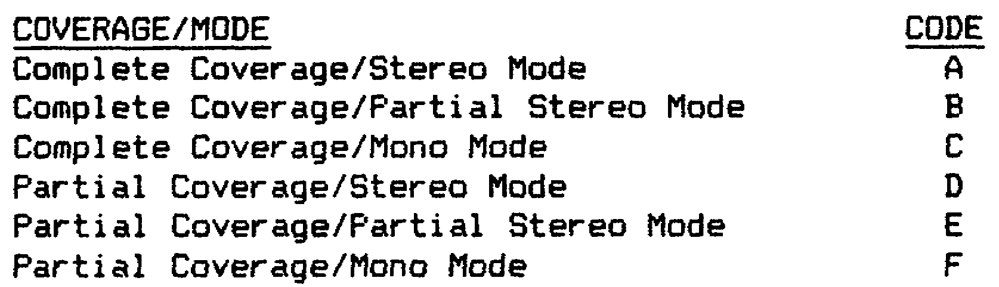 COVERAGE/MODE CODE
Complete Coverage/Stereo Mode A
Complete Coverage/Partial Stereo Mode B
Complete Coverage/Mono Mode C
Partial Coverage/Stereo Mode D
Partial Coverage/Partial Stereo Mode E
Partial Coverage/Mono Mode F